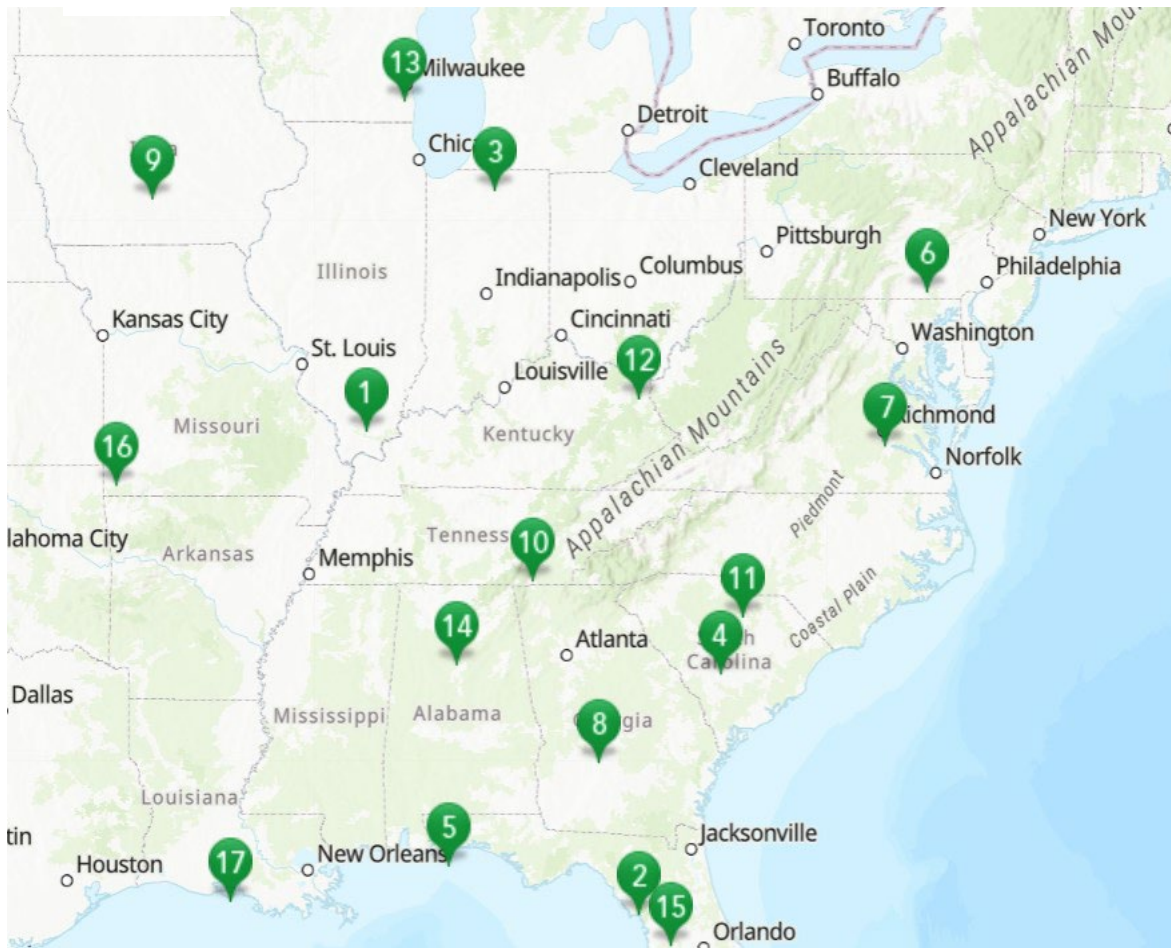 Toronto
Buffalo
Appalachian Mou
13
Milwaukee
Detroit
Chic
3
9
Cleveland
New York
Pittsburgh
6
Philadelphia
Illinois
Indianapolis
Columbus
Kansas City
Cincinnati
Washington
St. Louis
12
Louisville
1
7
Richmond
Missouri
Kentucky
Appalachian Mountains
16
Norfolk
Piedmont
lahoma City
Tenness
10
Arkansas
Memphis
11
Coastal Plain
14
4
Atlanta
Carolina
Dallas
Mississippi
Alabama
8
gia
Louisiana
5
tin
Jacksonville
Houston
17
New Orleans
2
15
Orlando